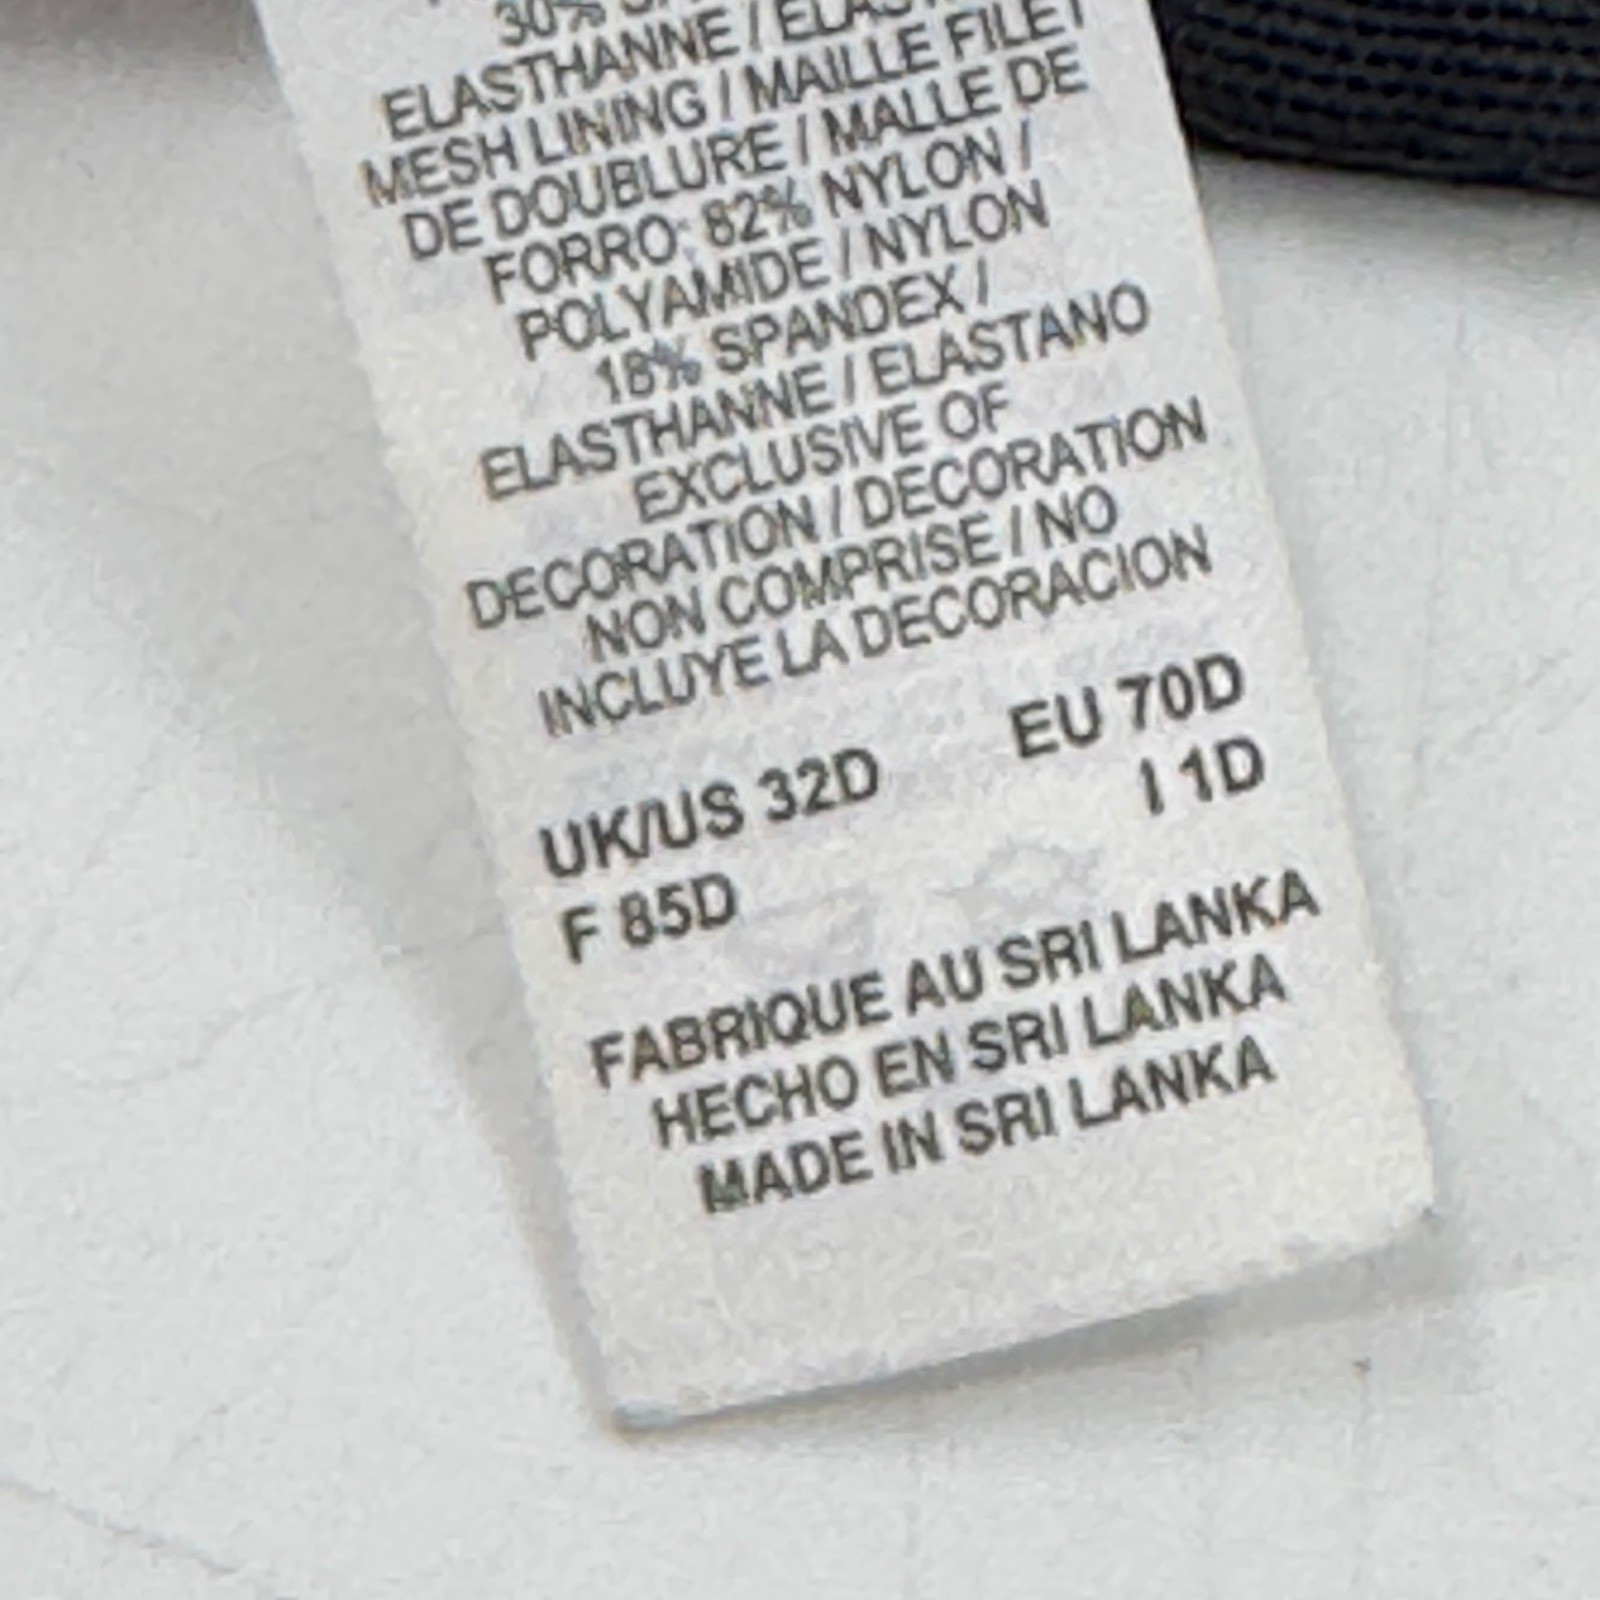 30%
ELASTHANNE /
MESH LINING / MAILLE FILET
DE DOUBLURE / MALLE DE
FORRO: 82% NYLON /
POLYAMIDE / NYLON
18% SPANDEX /
ELASTHANNE / ELASTANO
EXCLUSIVE OF
DECORATION / DECORATION
NON COMPRISE / NO
INCLUYE LA DECORACION
UK/US 32D EU 70D
F 85D I 1D
FABRIQUE AU SRI LANKA
HECHO EN SRI LANKA
MADE IN SRI LANKA